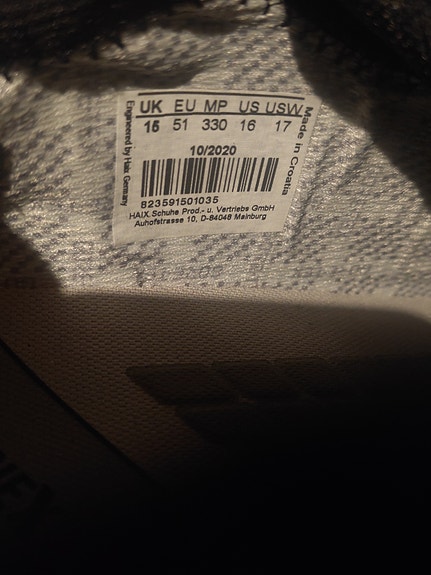 UK EU MP US USW
15 51 330 16 17
10/2020
823591501035
HAIX Schuhe Prod.- u. Vertriebs GmbH
Auhofstrasse 10, D-84048 Mainburg
Engineered by Haix Germany
Made in Croatia